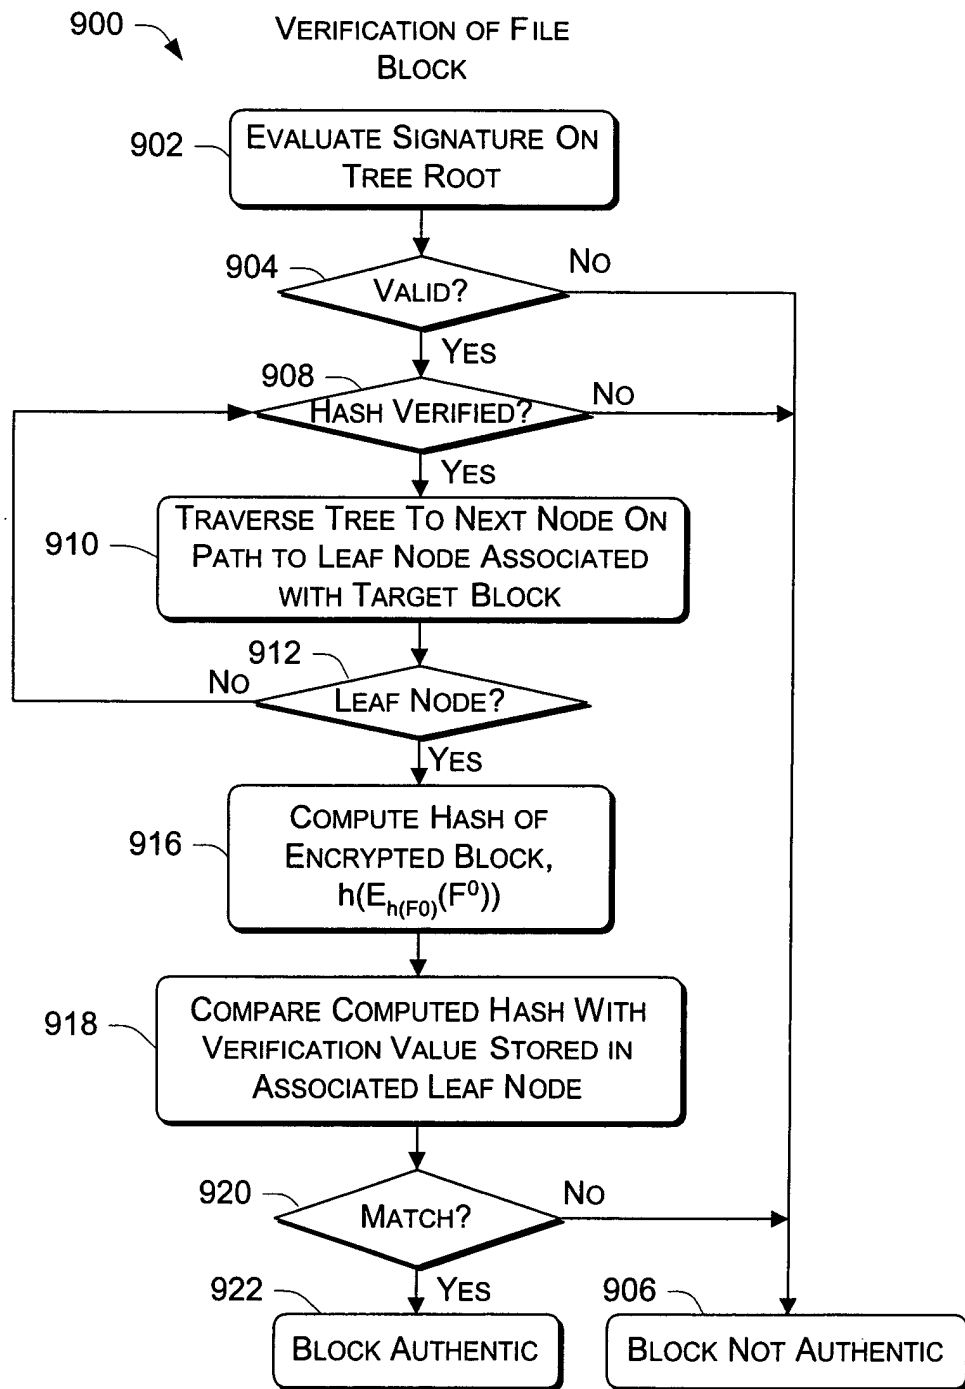 900
VERIFICATION OF FILE
BLOCK
902
EVALUATE SIGNATURE ON
TREE ROOT
904
VALID?
NO
YES
908
HASH VERIFIED?
NO
YES
910
TRAVERSE TREE TO NEXT NODE ON
PATH TO LEAF NODE ASSOCIATED
WITH TARGET BLOCK
912
NO
LEAF NODE?
YES
916
COMPUTE HASH OF
ENCRYPTED BLOCK,
h(E_h(F0)(F^0))
918
COMPARE COMPUTED HASH WITH
VERIFICATION VALUE STORED IN
ASSOCIATED LEAF NODE
920
MATCH?
NO
YES
922
BLOCK AUTHENTIC
906
BLOCK NOT AUTHENTIC